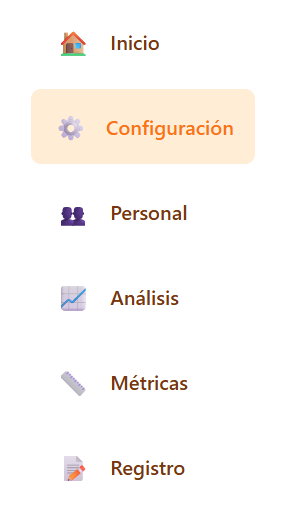 Inicio
Configuración
Personal
Análisis
Métricas
Registro